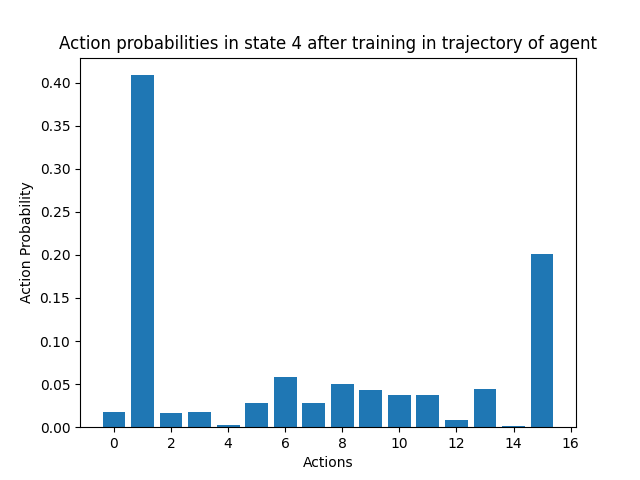 Action probabilities in state 4 after training in trajectory of agent
0.40
0.35
0.30
0.25
0.20
0.15
0.10
0.05
0.00
Action Probability
0 2 4 6 8 10 12 14 16
Actions